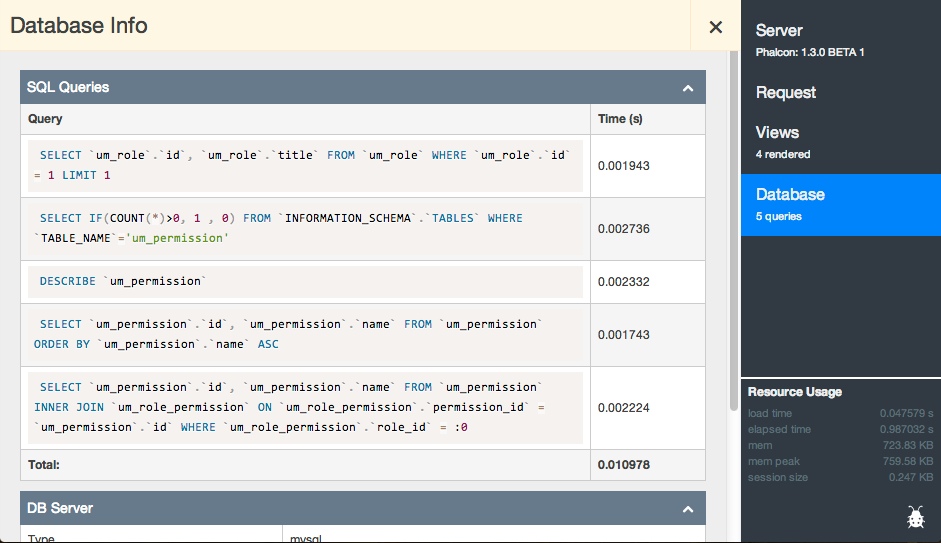 Database Info
SQL Queries
Query Time (s)
SELECT `um_role`.`id`, `um_role`.`title` FROM `um_role` WHERE `um_role`.`id`
= 1 LIMIT 1
0.001943
SELECT IF(COUNT(*)>0, 1 , 0) FROM `INFORMATION_SCHEMA`.`TABLES` WHERE
`TABLE_NAME`='um_permission'
0.002736
DESCRIBE `um_permission`
0.002332
SELECT `um_permission`.`id`, `um_permission`.`name` FROM `um_permission`
ORDER BY `um_permission`.`name` ASC
0.001743
SELECT `um_permission`.`id`, `um_permission`.`name` FROM `um_permission`
INNER JOIN `um_role_permission` ON `um_role_permission`.`permission_id` =
`um_permission`.`id` WHERE `um_role_permission`.`role_id` = :0
0.002224
Total: 0.010978
DB Server
Type mysql
Server
Phalcon: 1.3.0 BETA 1
Request
Views
4 rendered
Database
5 queries
Resource Usage
load time 0.047579 s
elapsed time 0.987032 s
mem 723.83 KB
mem peak 759.58 KB
session size 0.247 KB